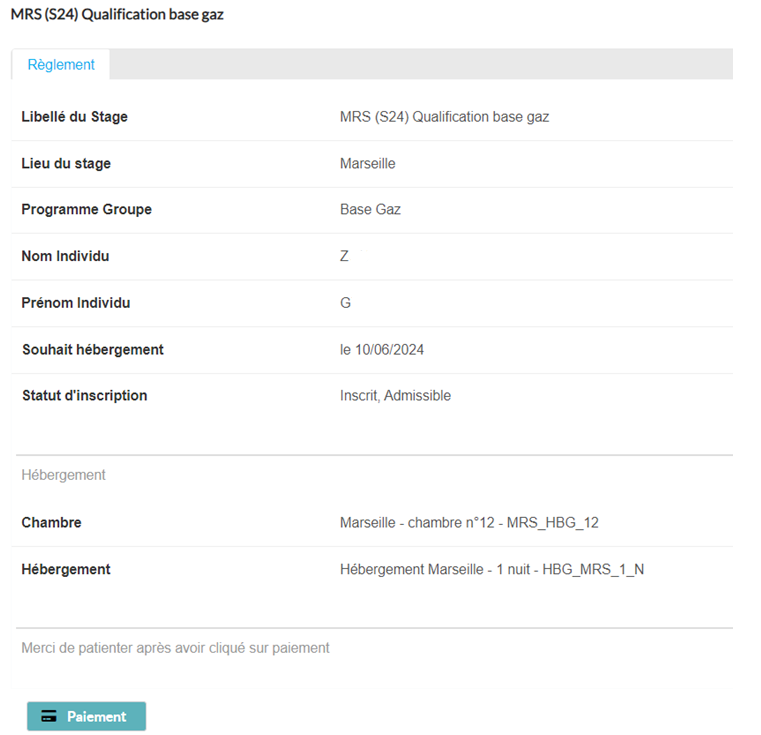 MRS (S24) Qualification base gaz
Règlement
Libellé du Stage MRS (S24) Qualification base gaz
Lieu du stage Marseille
Programme Groupe Base Gaz
Nom Individu Z
Prénom Individu G
Souhait hébergement le 10/06/2024
Statut d'inscription Inscrit, Admissible
Hébergement
Chambre Marseille - chambre n°12 - MRS_HBG_12
Hébergement Hébergement Marseille - 1 nuit - HBG_MRS_1_N
Merci de patienter après avoir cliqué sur paiement
Paiement